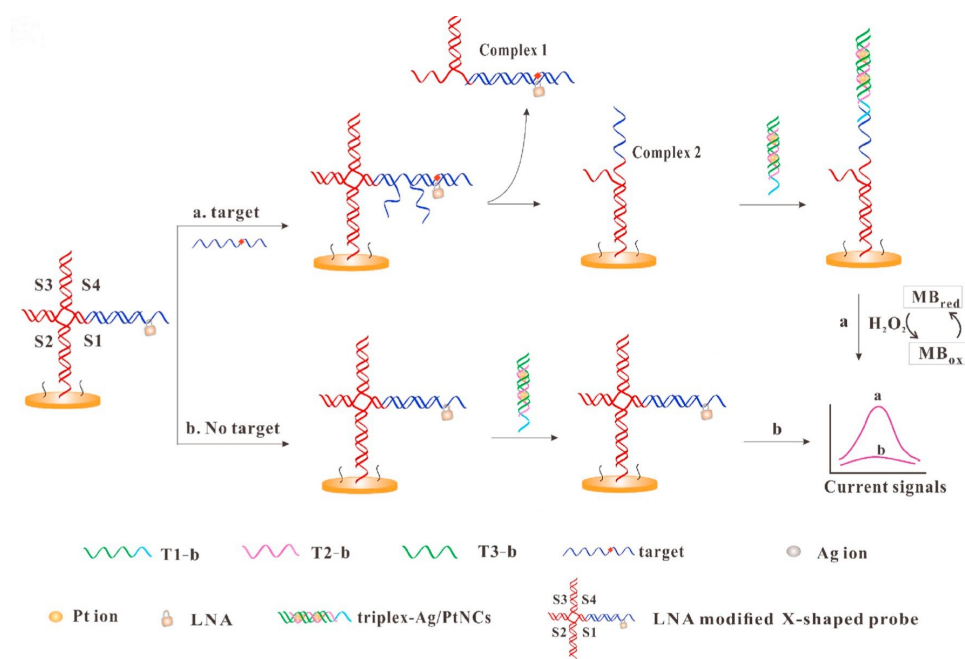 Complex 1
Complex 2
a. target
S3 S4
S2 S1
b. No target
a
H2O2
MBred
MBox
b
a
b
Current signals
T1-b
T2-b
T3-b
target
Ag ion
Pt ion
LNA
triplex-Ag/PtNCs
S3 S4
S2 S1
LNA modified X-shaped probe